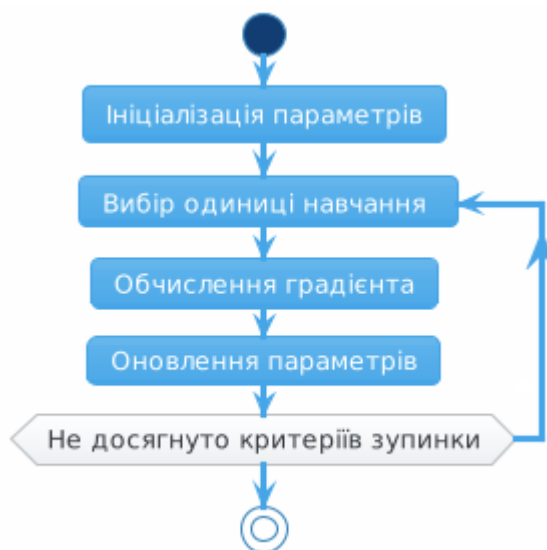 Ініціалізація параметрів
Вибір одиниці навчання
Обчислення градієнта
Оновлення параметрів
Не досягнуто критеріїв зупинки